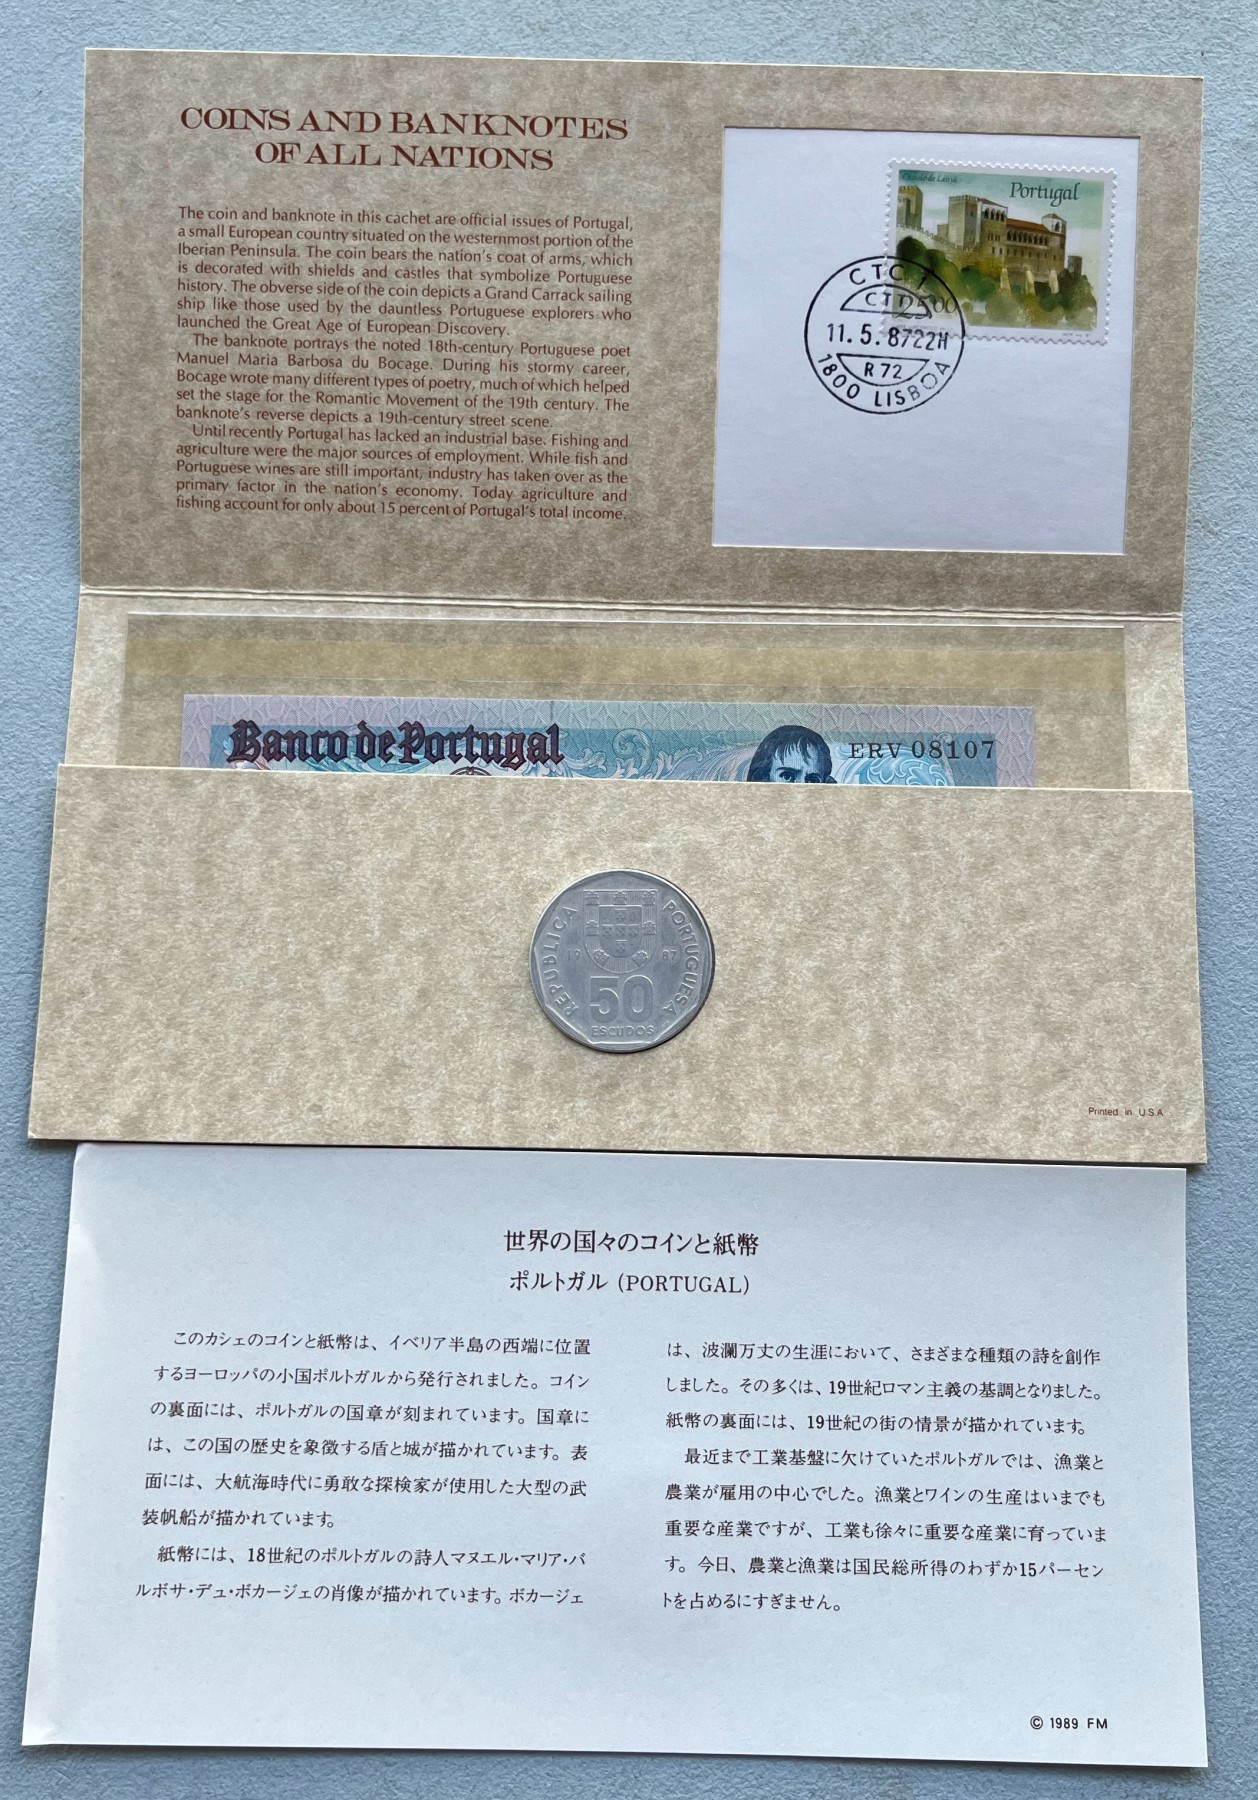 COINS AND BANKNOTES
OF ALL NATIONS
The coin and banknote in this cachet are official issues of Portugal,
a small European country situated on the westernmost portion of the
Iberian Peninsula. The coin bears the nation's coat of arms, which
is decorated with shields and castles that symbolize Portuguese
history. The obverse side of the coin depicts a Grand Carrack sailing
ship like those used by the dauntless Portuguese explorers who
launched the Great Age of European Discovery.
The banknote portrays the noted 18th-century Portuguese poet
Manuel Maria Barbosa du Bocage. During his stormy career,
Bocage wrote many different types of poetry, much of which helped
set the stage for the Romantic Movement of the 19th century. The
banknote's reverse depicts a 19th-century street scene.
Until recently Portugal has lacked an industrial base. Fishing and
agriculture were the major sources of employment. While fish and
Portuguese wines are still important, industry has taken over as the
primary factor in the nation's economy. Today agriculture and
fishing account for only about 15 percent of Portugal's total income.
Portugal
25.00
CTC.1
CTT
11.5.8722H
R72
1800 LISBOA
Banco de Portugal
ERV 08107
REPUBLICA PORTUGUESA
19 87
50
ESCUDOS
Printed in U.S.A
世界の国々のコインと紙幣
ポルトガル (PORTUGAL)
このカシェのコインと紙幣は、イベリア半島の西端に位置
するヨーロッパの小国ポルトガルから発行されました。コイン
の裏面には、ポルトガルの国章が刻まれています。国章に
は、この国の歴史を象徴する盾と城が描かれています。表
面には、大航海時代に勇敢な探検家が使用した大型の武
装帆船が描かれています。
紙幣には、18世紀のポルトガルの詩人マヌエル・マリア・バ
ルボサ・デュ・ボカージェの肖像が描かれています。ボカージェ
は、波瀾万丈の生涯において、さまざまな種類の詩を創作
しました。その多くは、19世紀ロマン主義の基調となりました。
紙幣の裏面には、19世紀の街の情景が描かれています。
最近まで工業基盤に欠けていたポルトガルでは、漁業と
農業が雇用の中心でした。漁業とワインの生産はいまでも
重要な産業ですが、工業も徐々に重要な産業に育っていま
す。今日、農業と漁業は国民総所得のわずか15パーセン
トを占めるにすぎません。
© 1989 FM